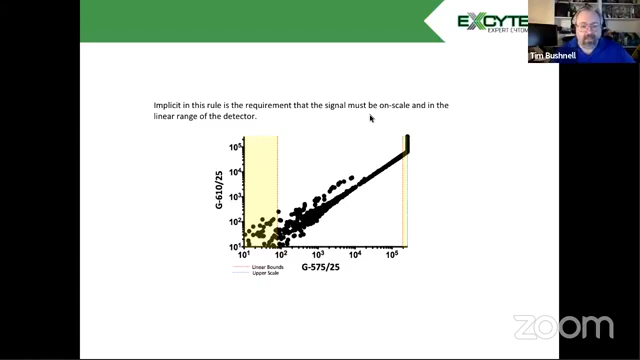 EXCYTE
EXPERT CYTOM
Tim Bushnell
Implicit in this rule is the requirement that the signal must be on-scale and in the
linear range of the detector.
G-610/25
10⁵
10⁴
10³
10²
10¹
10¹ 10² 10³ 10⁴ 10⁵
G-575/25
Linear Bounds
Upper Scale
zoom